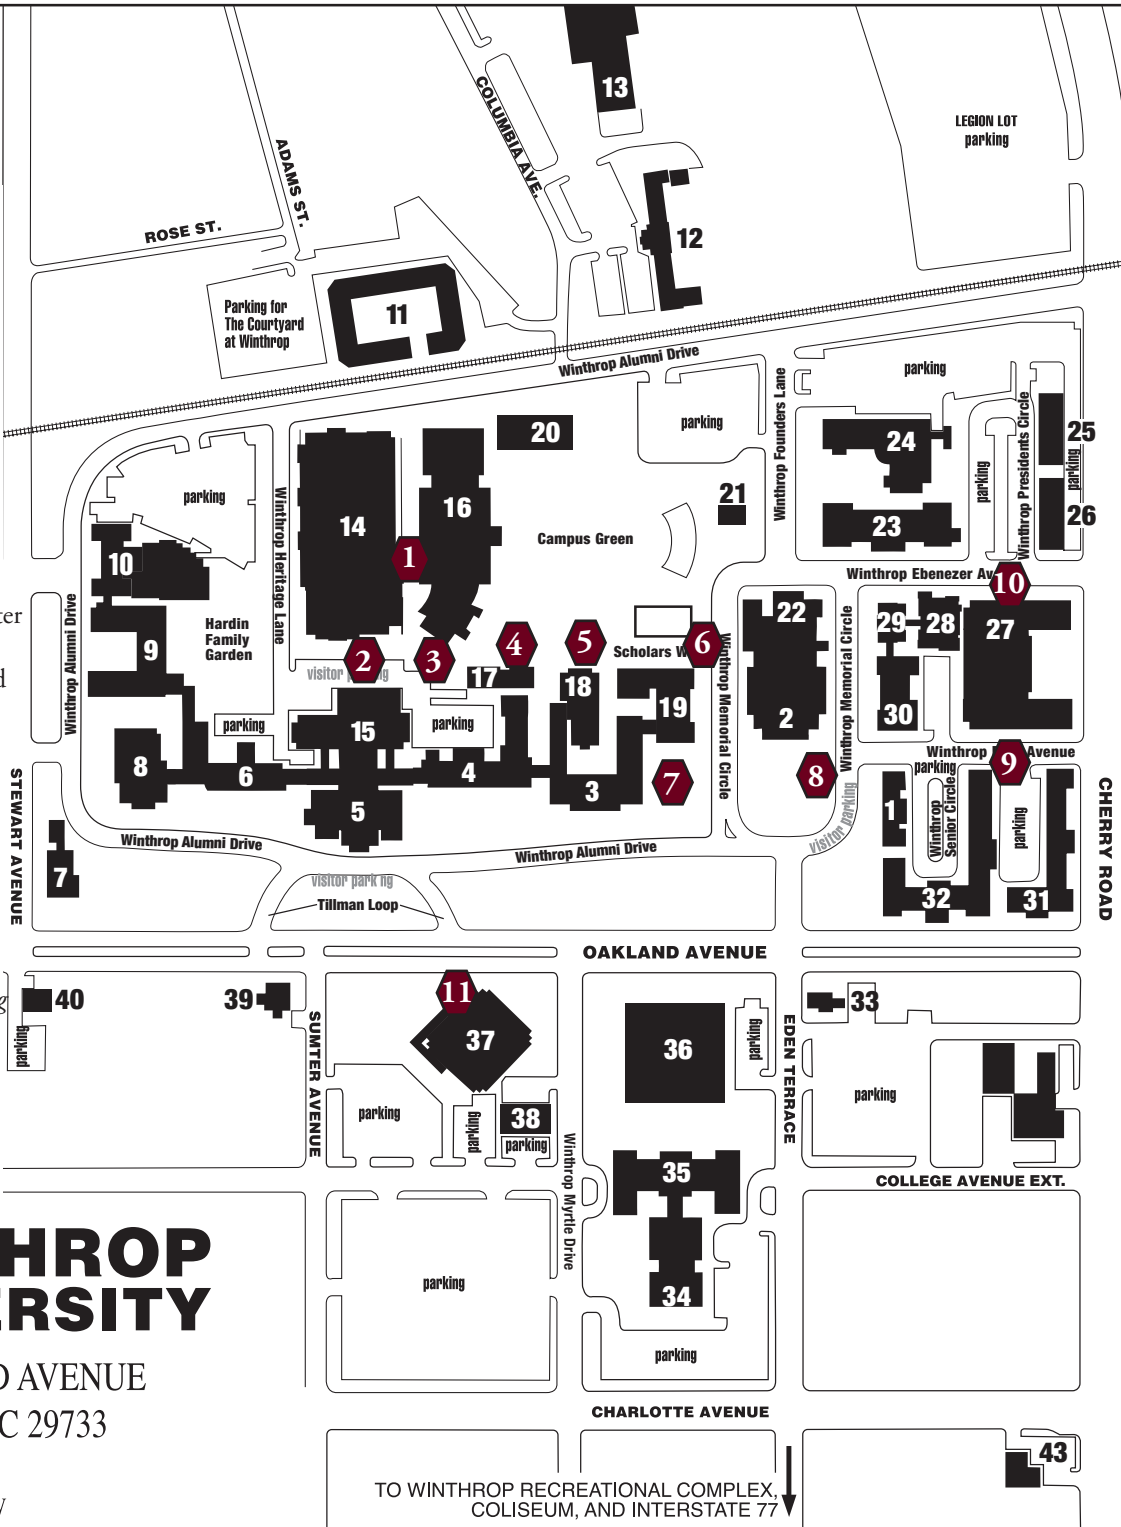 13
LEGION LOT
parking
COLUMBIA AVE.
ADAMS ST.
ROSE ST.
12
Parking for
The Courtyard
at Winthrop
11
Winthrop Alumni Drive
parking
Winthrop Founders Lane
Winthrop Presidents Circle
parking
20
24
25
parking
parking
parking
Winthrop Heritage Lane
14
16
21
26
23
Campus Green
1
10
Winthrop Ebenezer Av
10
Winthrop Alumni Drive
9
Hardin
Family
Garden
22
29
28
27
ter
d
2
3
4
5
Scholars W
6
visitor
ng
17
18
19
Winthrop Memorial Circle
Winthrop Memorial Circle
30
2
parking
15
parking
8
6
4
3
7
8
Winthrop
Avenue
9
parking
STEWART AVENUE
5
1
Winthrop
Senior Circle
parking
CHERRY ROAD
visitor parking
Winthrop Alumni Drive
Winthrop Alumni Drive
7
visitor park ng
Tillman Loop
32
31
OAKLAND AVENUE
40
39
11
33
g
parking
SUMTER AVENUE
37
36
parking
EDEN TERRACE
parking
parking
parking
38
parking
Winthrop Myrtle Drive
35
COLLEGE AVENUE EXT.
HROP
ERSITY
parking
34
parking
D AVENUE
C 29733
CHARLOTTE AVENUE
43
TO WINTHROP RECREATIONAL COMPLEX,
COLISEUM, AND INTERSTATE 77